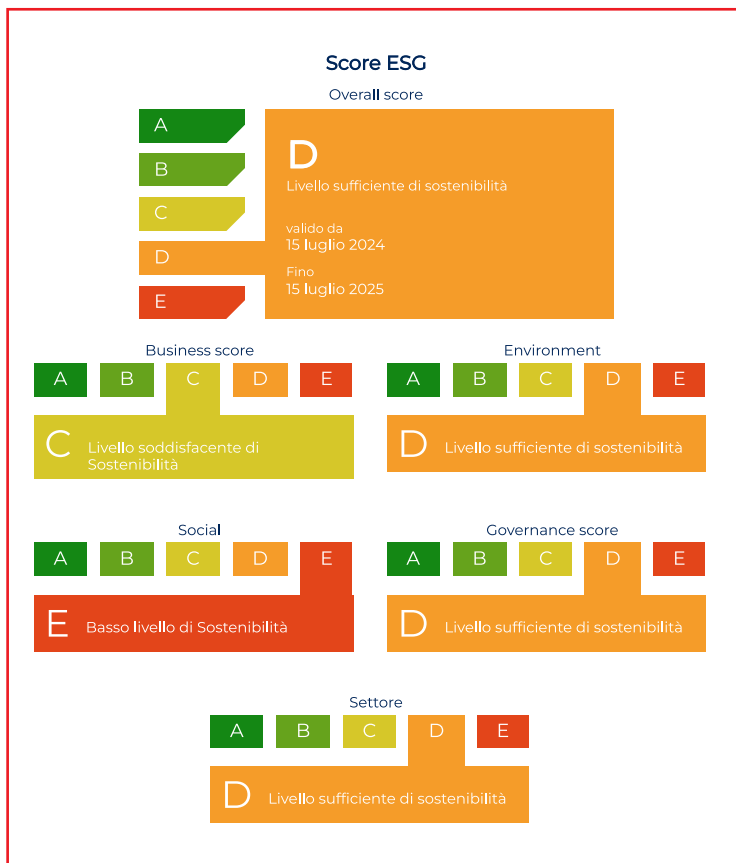 Score ESG
Overall score
A
B
C
D
E
D
Livello sufficiente di sostenibilità
valido da
15 luglio 2024
Fino
15 luglio 2025
Business score
A B C D E
C Livello soddisfacente di
Sostenibilità
Environment
A B C D E
D Livello sufficiente di sostenibilità
Social
A B C D E
E Basso livello di Sostenibilità
Governance score
A B C D E
D Livello sufficiente di sostenibilità
Settore
A B C D E
D Livello sufficiente di sostenibilità